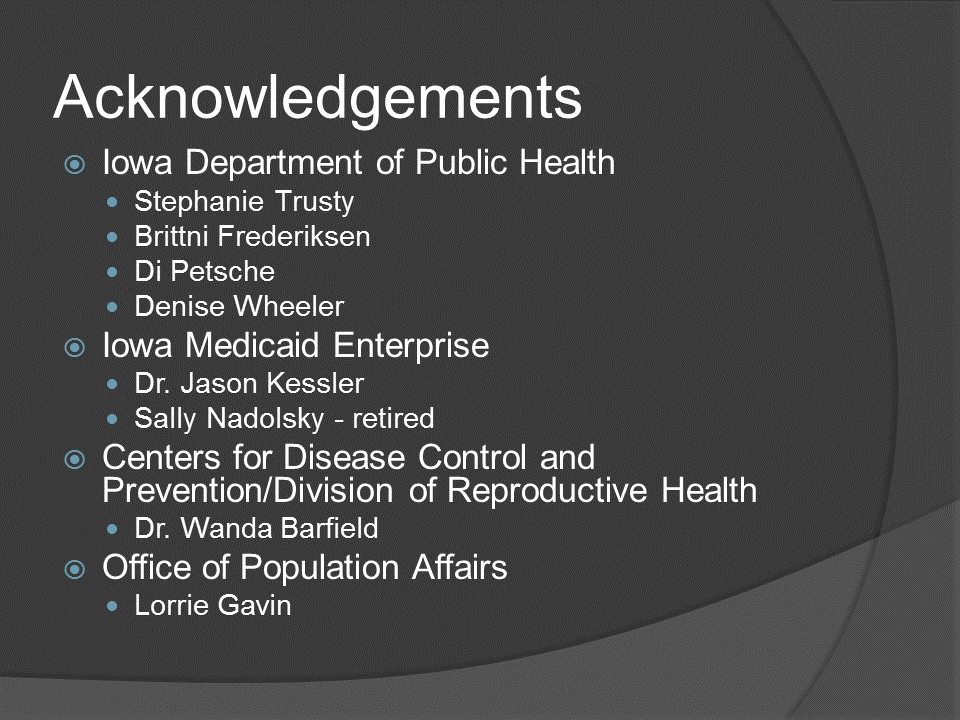 Acknowledgements
Iowa Department of Public Health
Stephanie Trusty
Brittni Frederiksen
Di Petsche
Denise Wheeler
Iowa Medicaid Enterprise
Dr. Jason Kessler
Sally Nadolsky - retired
Centers for Disease Control and
Prevention/Division of Reproductive Health
Dr. Wanda Barfield
Office of Population Affairs
Lorrie Gavin